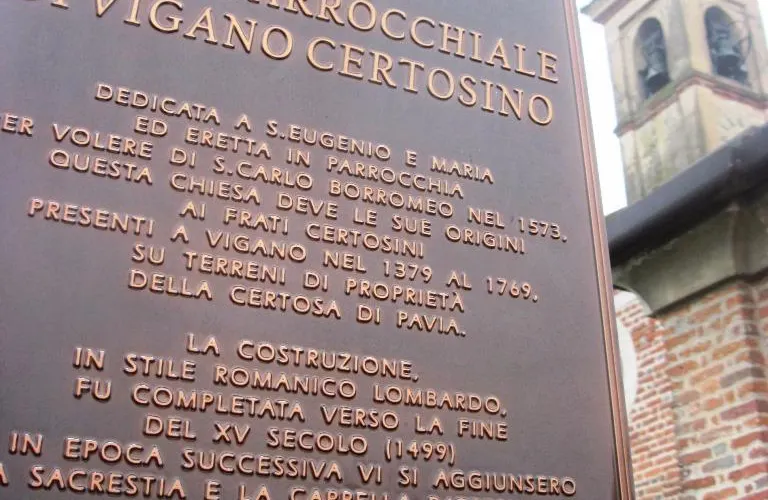 PARROCCHIALE
DI VIGANO CERTOSINO
DEDICATA A S.EUGENIO E MARIA
ED ERETTA IN PARROCCHIA
PER VOLERE DI S.CARLO BORROMEO NEL 1573.
QUESTA CHIESA DEVE LE SUE ORIGINI
AI FRATI CERTOSINI
PRESENTI A VIGANO NEL 1379 AL 1769,
SU TERRENI DI PROPRIETÀ
DELLA CERTOSA DI PAVIA.
LA COSTRUZIONE,
IN STILE ROMANICO LOMBARDO,
FU COMPLETATA VERSO LA FINE
DEL XV SECOLO (1499)
IN EPOCA SUCCESSIVA VI SI AGGIUNSERO
LA SACRESTIA E LA CAPPELLA